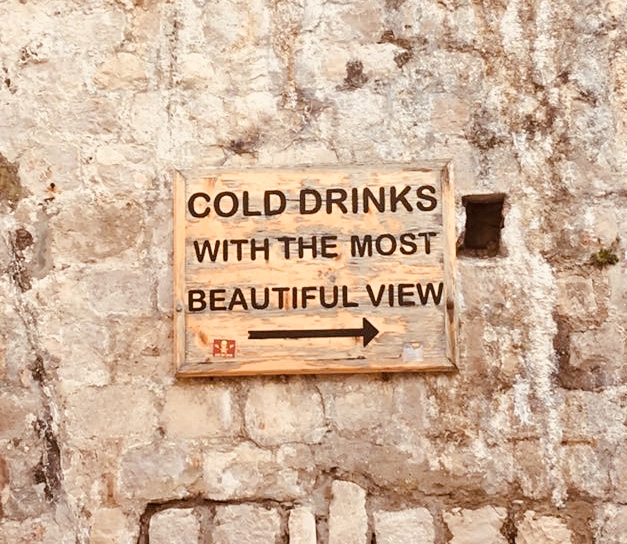 COLD DRINKS
WITH THE MOST
BEAUTIFUL VIEW